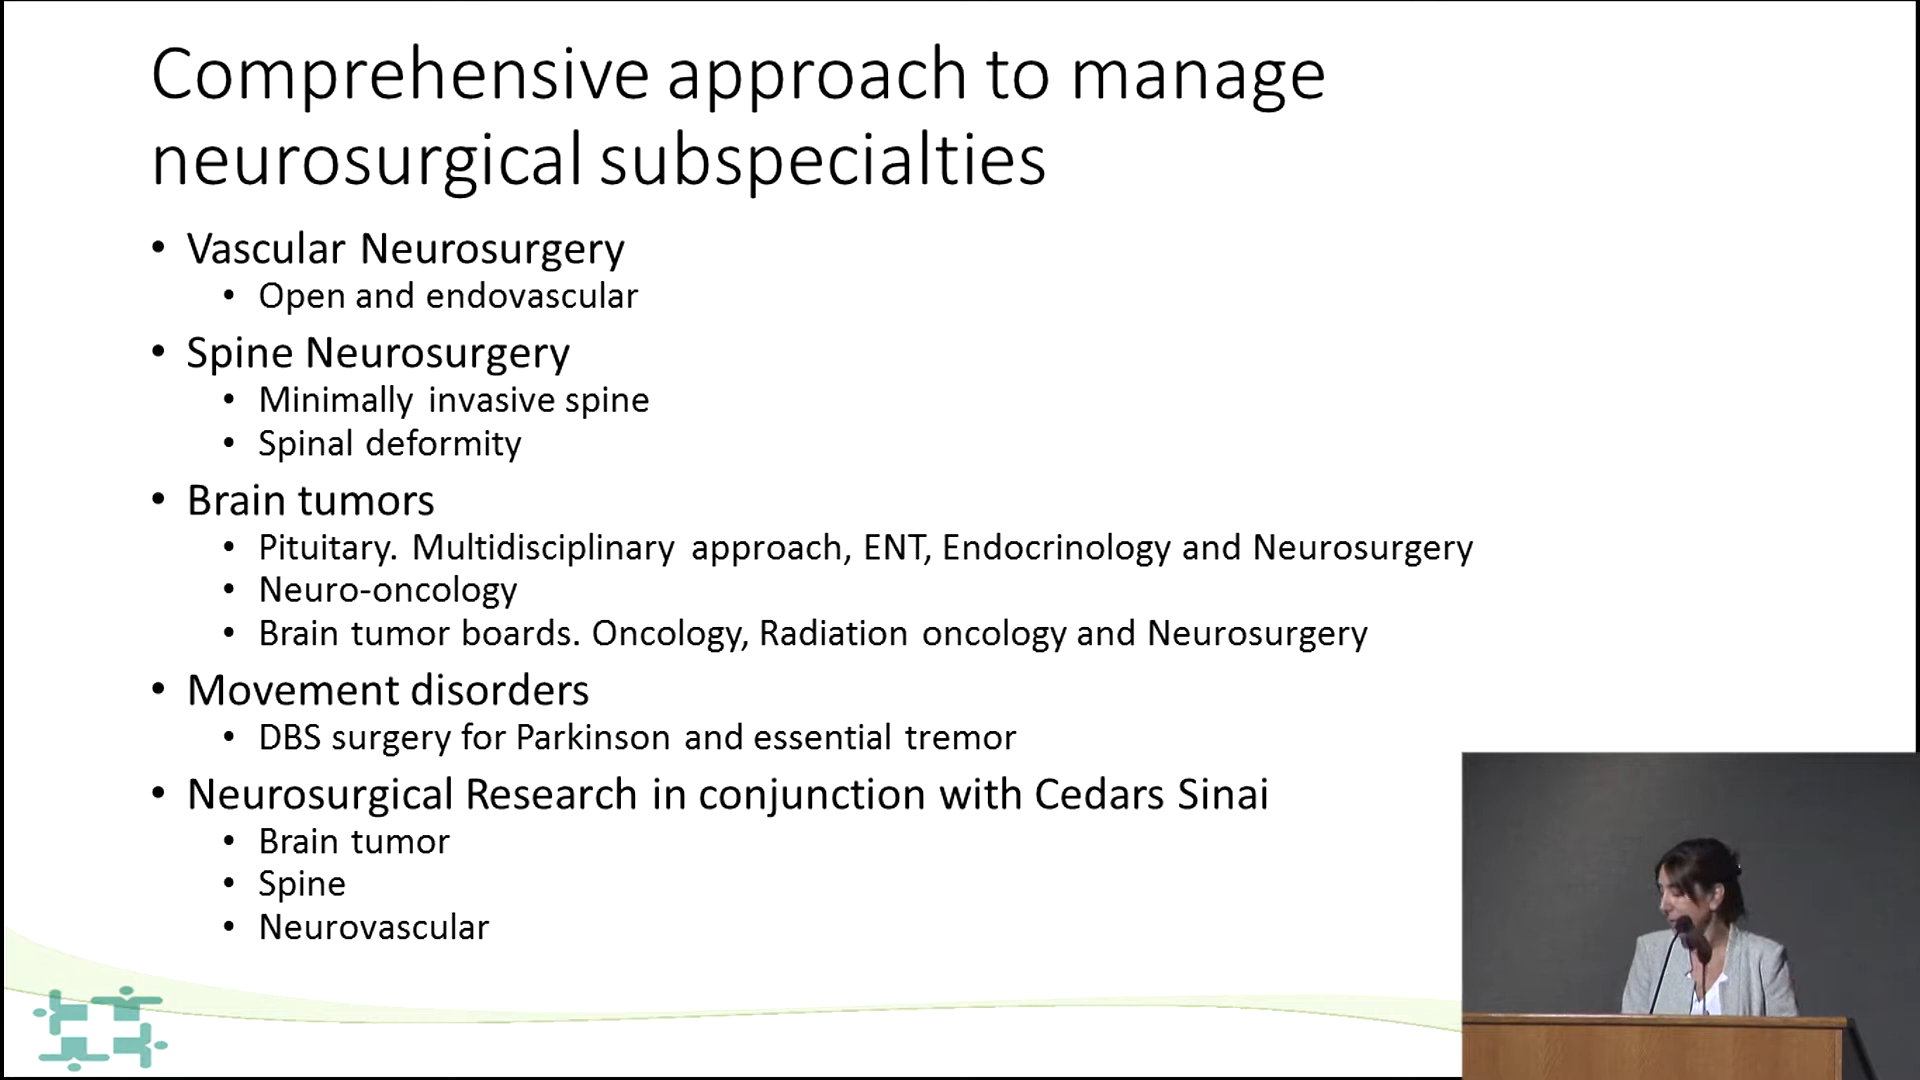 Comprehensive approach to manage
neurosurgical subspecialties
• Vascular Neurosurgery
• Open and endovascular
• Spine Neurosurgery
• Minimally invasive spine
• Spinal deformity
• Brain tumors
• Pituitary. Multidisciplinary approach, ENT, Endocrinology and Neurosurgery
• Neuro-oncology
• Brain tumor boards. Oncology, Radiation oncology and Neurosurgery
• Movement disorders
• DBS surgery for Parkinson and essential tremor
• Neurosurgical Research in conjunction with Cedars Sinai
• Brain tumor
• Spine
• Neurovascular